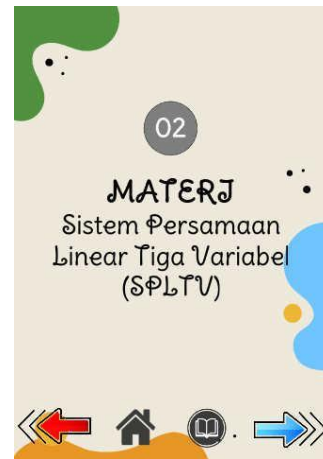 02
MATERI
Sistem Persamaan
Linear Tiga Variabel
(SPLTV)